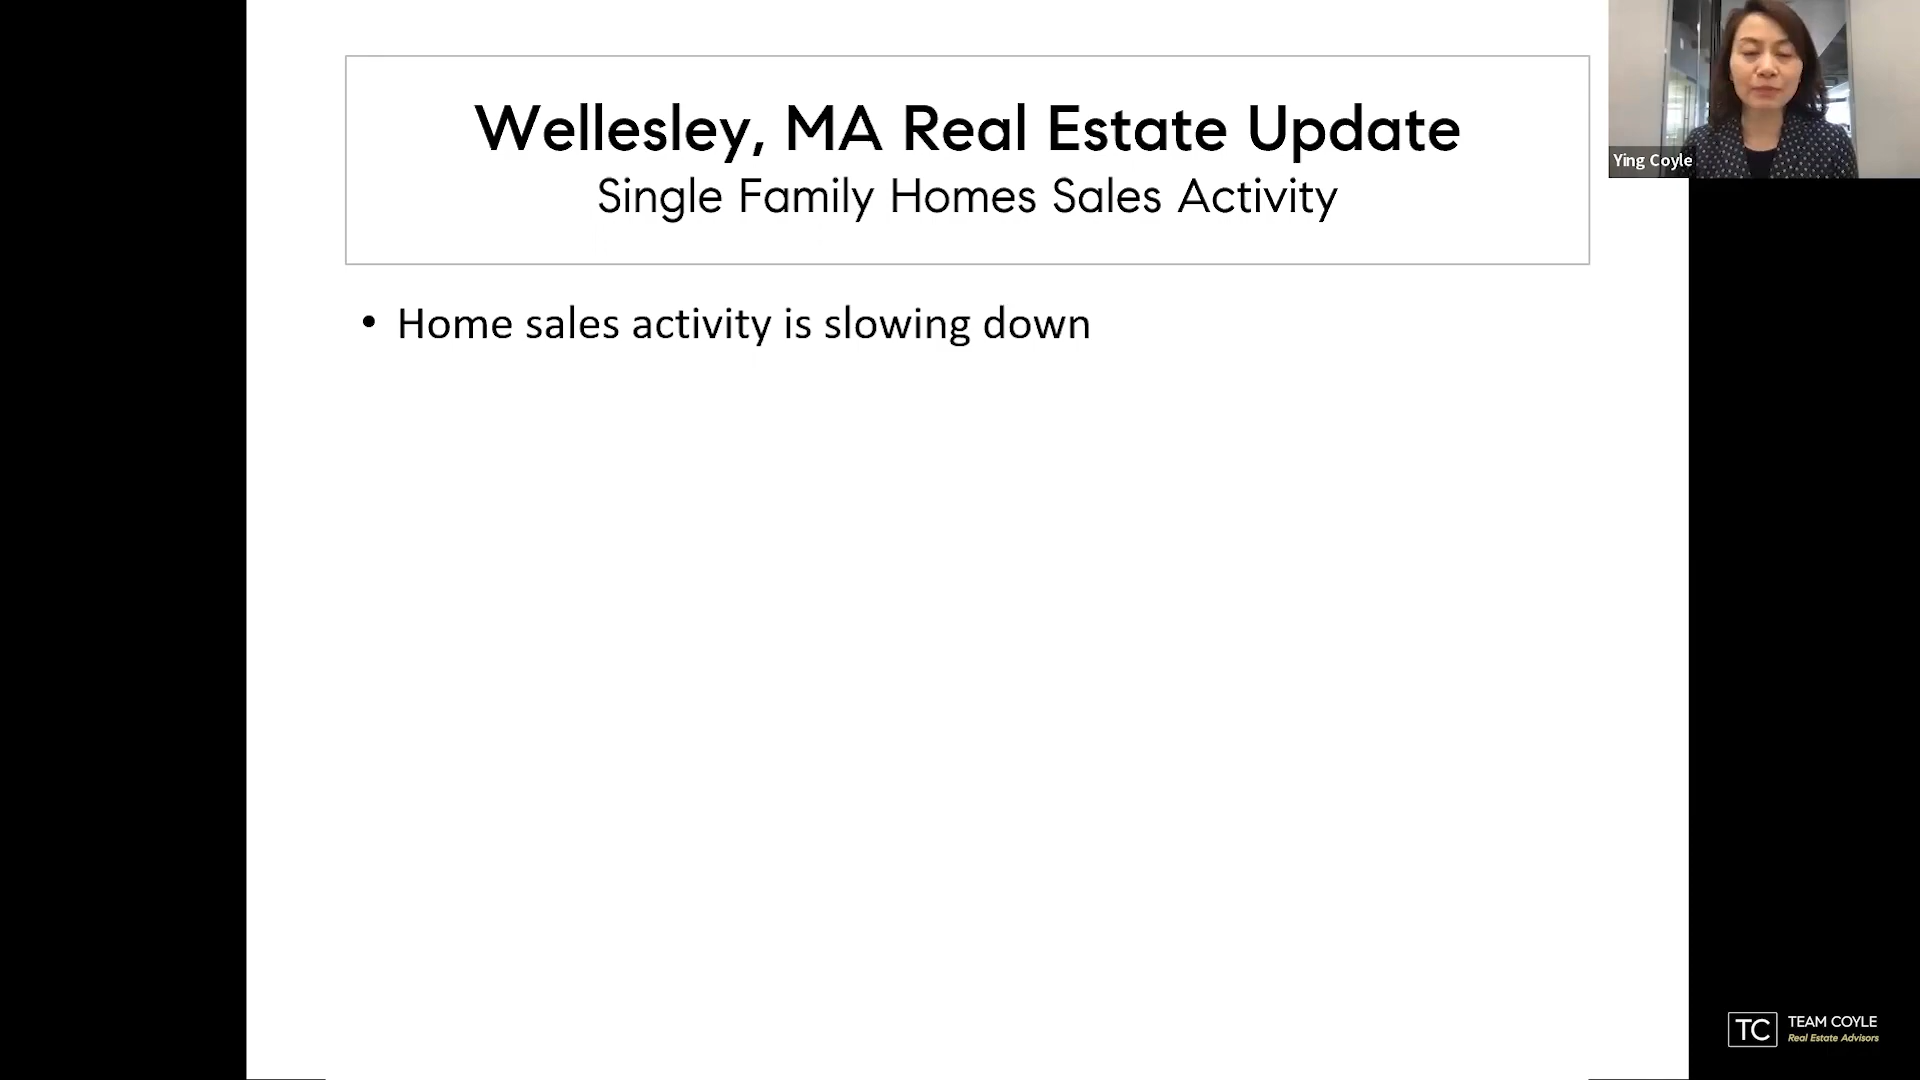 Wellesley, MA Real Estate Update
Single Family Homes Sales Activity
Ying Coyle
• Home sales activity is slowing down
TC
TEAM COYLE
Real Estate Advisors